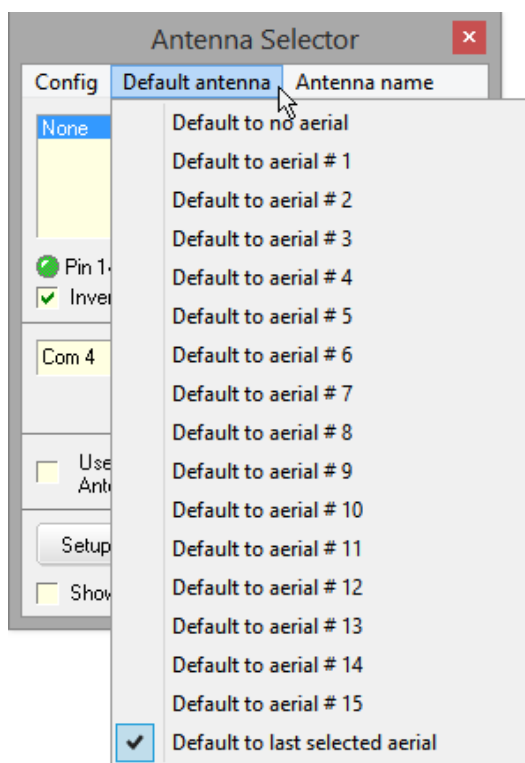 Antenna Selector
Config Default antenna Antenna name
None
Default to no aerial
Default to aerial # 1
Default to aerial # 2
Default to aerial # 3
Default to aerial # 4
Default to aerial # 5
Default to aerial # 6
Default to aerial # 7
Default to aerial # 8
Default to aerial # 9
Default to aerial # 10
Default to aerial # 11
Default to aerial # 12
Default to aerial # 13
Default to aerial # 14
Default to aerial # 15
Default to last selected aerial
Pin 1
Com 4
Use
Setup
Show